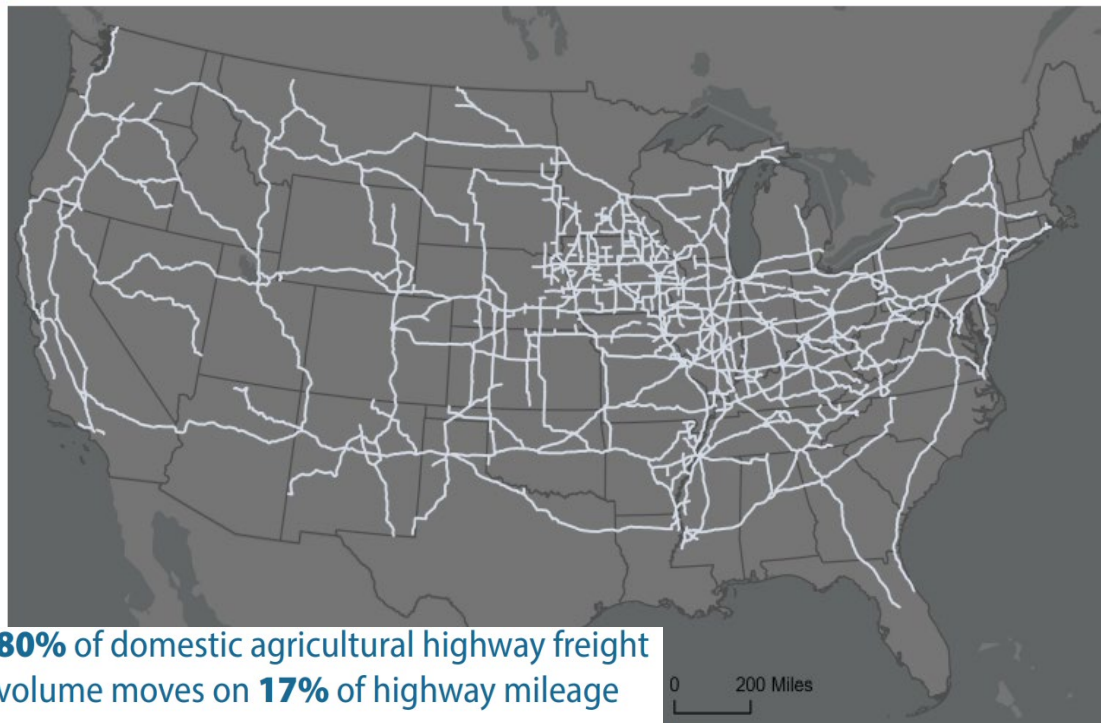 80% of domestic agricultural highway freight
volume moves on 17% of highway mileage
0 200 Miles